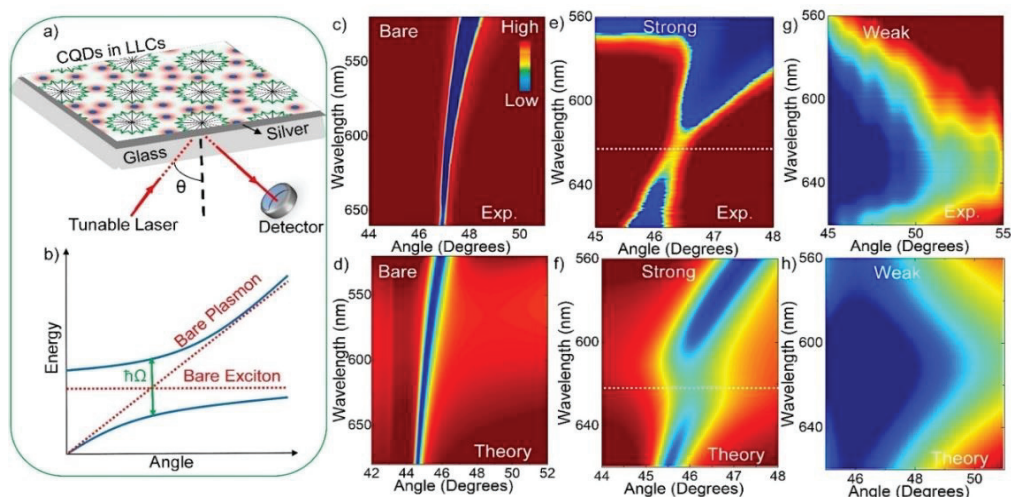 a)
CQDs in LLCs
Silver
Glass
θ
Tunable Laser
Detector
b)
Energy
Bare Plasmon
ħΩ
Bare Exciton
Angle
c)
Bare
High
Low
Wavelength (nm)
550
600
650
Exp.
44 46 48 50
Angle (Degrees)
d)
Bare
Wavelength (nm)
550
600
650
Theory
42 44 46 48 50 52
Angle (Degrees)
e)
Strong
Wavelength (nm)
560
600
640
Exp.
45 46 47 48
Angle (Degrees)
f)
Strong
Wavelength (nm)
560
600
640
Theory
44 45 46 47 48
Angle (Degrees)
g)
Weak
Wavelength (nm)
560
600
640
Exp.
45 50 55
Angle (Degrees)
h)
Weak
Wavelength (nm)
560
600
640
Theory
46 48 50
Angle (Degrees)